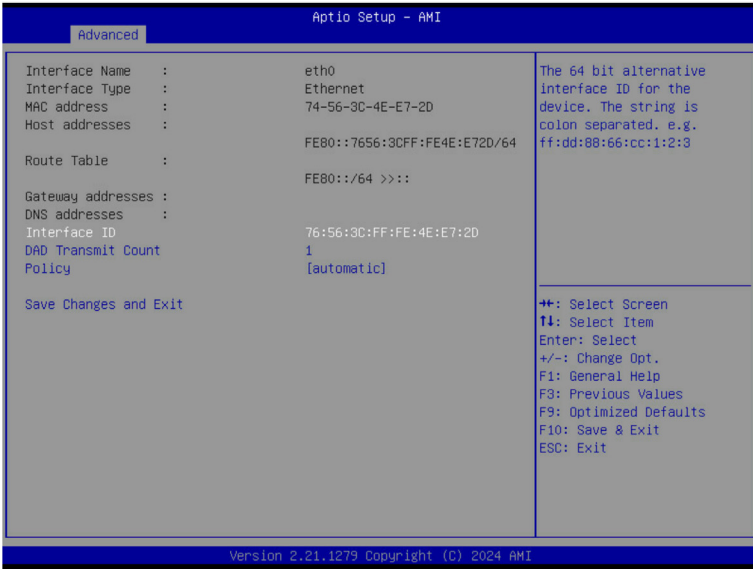 Aptio Setup – AMI
Advanced
Interface Name : eth0
Interface Type : Ethernet
MAC address : 74-56-3C-4E-E7-2D
Host addresses :
FE80::7656:3CFF:FE4E:E72D/64
Route Table :
FE80::/64 >>::
Gateway addresses :
DNS addresses :
Interface ID 76:56:3C:FF:FE:4E:E7:2D
DAD Transmit Count 1
Policy [automatic]
Save Changes and Exit
The 64 bit alternative
interface ID for the
device. The string is
colon separated. e.g.
ff:dd:88:66:cc:1:2:3
→←: Select Screen
↑↓: Select Item
Enter: Select
+/-: Change Opt.
F1: General Help
F3: Previous Values
F9: Optimized Defaults
F10: Save & Exit
ESC: Exit
Version 2.21.1279 Copyright (C) 2024 AMI